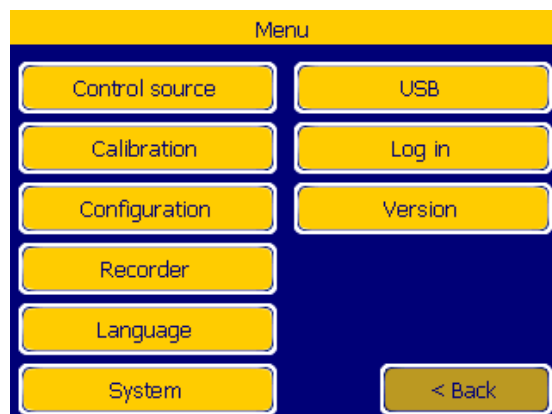 Menu
Control source
USB
Calibration
Log in
Configuration
Version
Recorder
Language
System
< Back